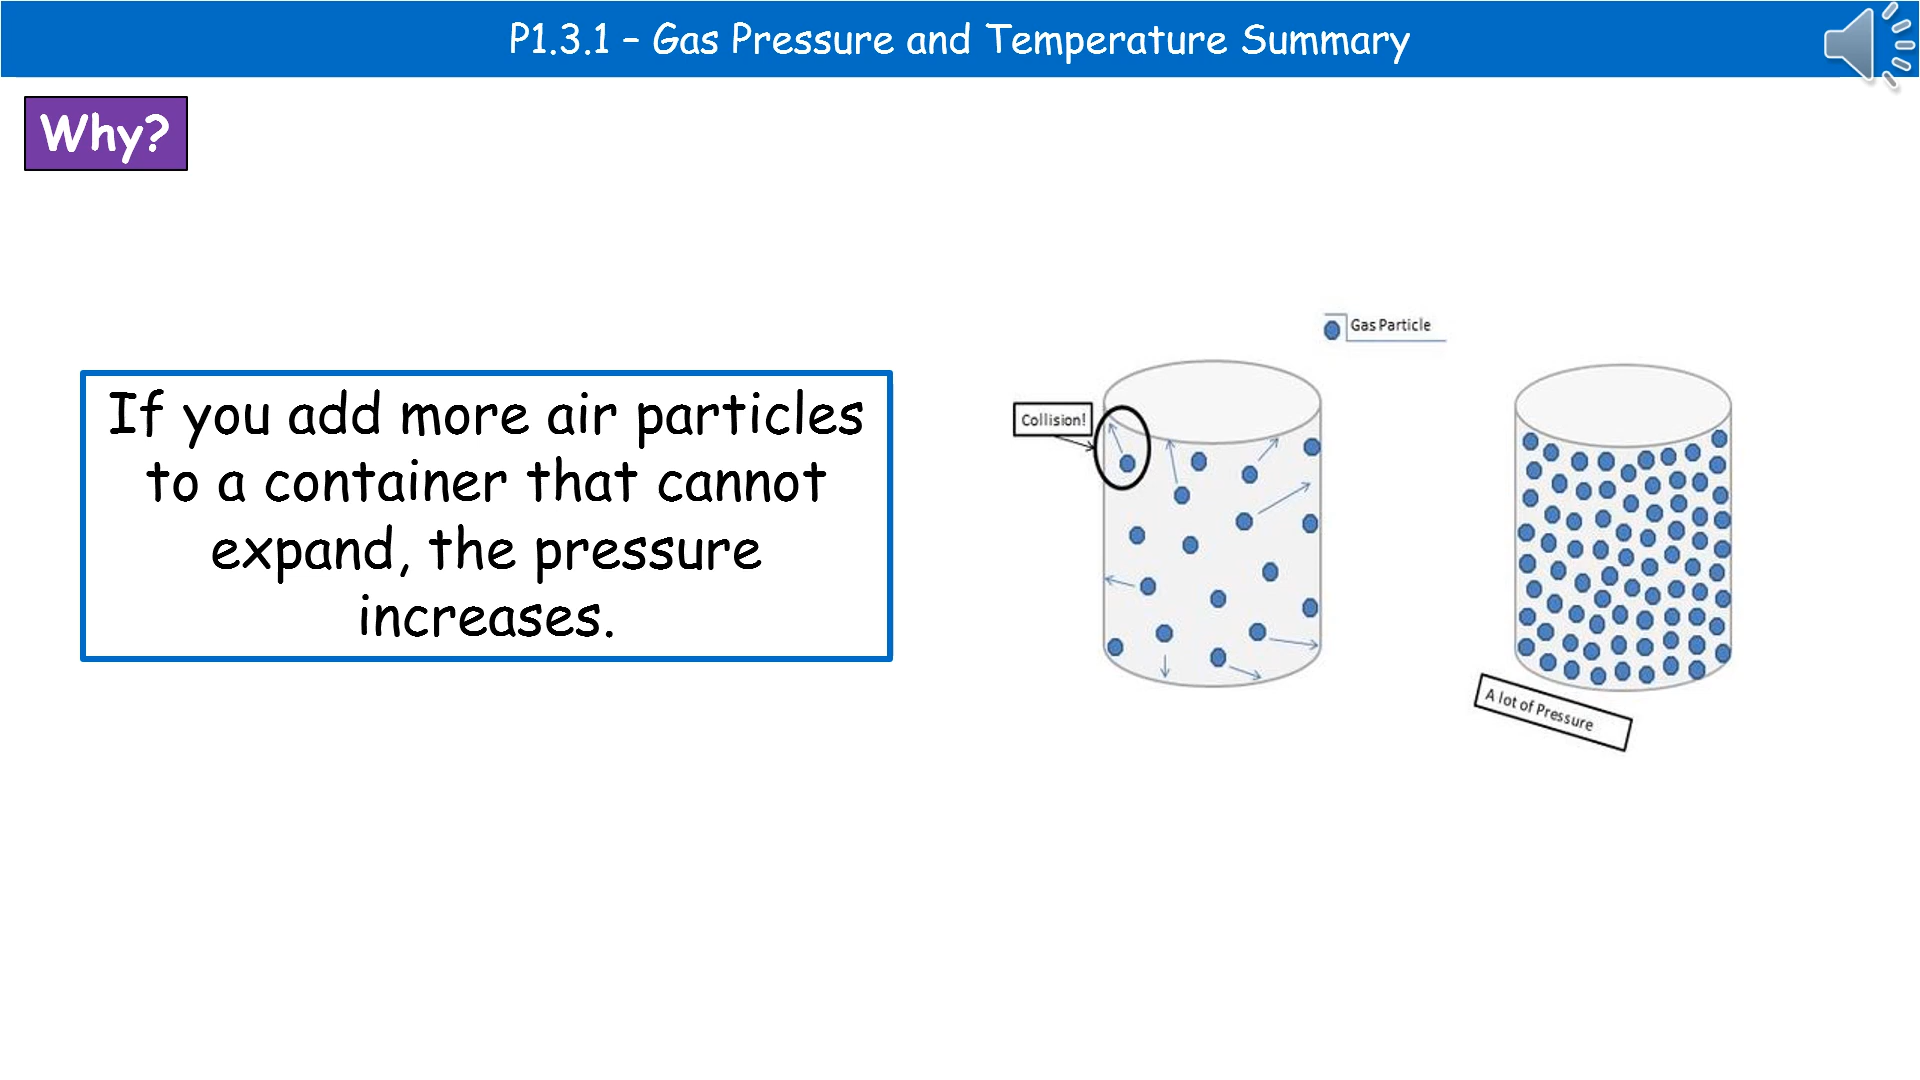 P1.3.1 – Gas Pressure and Temperature Summary
Why?
If you add more air particles
to a container that cannot
expand, the pressure
increases.
Gas Particle
Collision!
A lot of Pressure